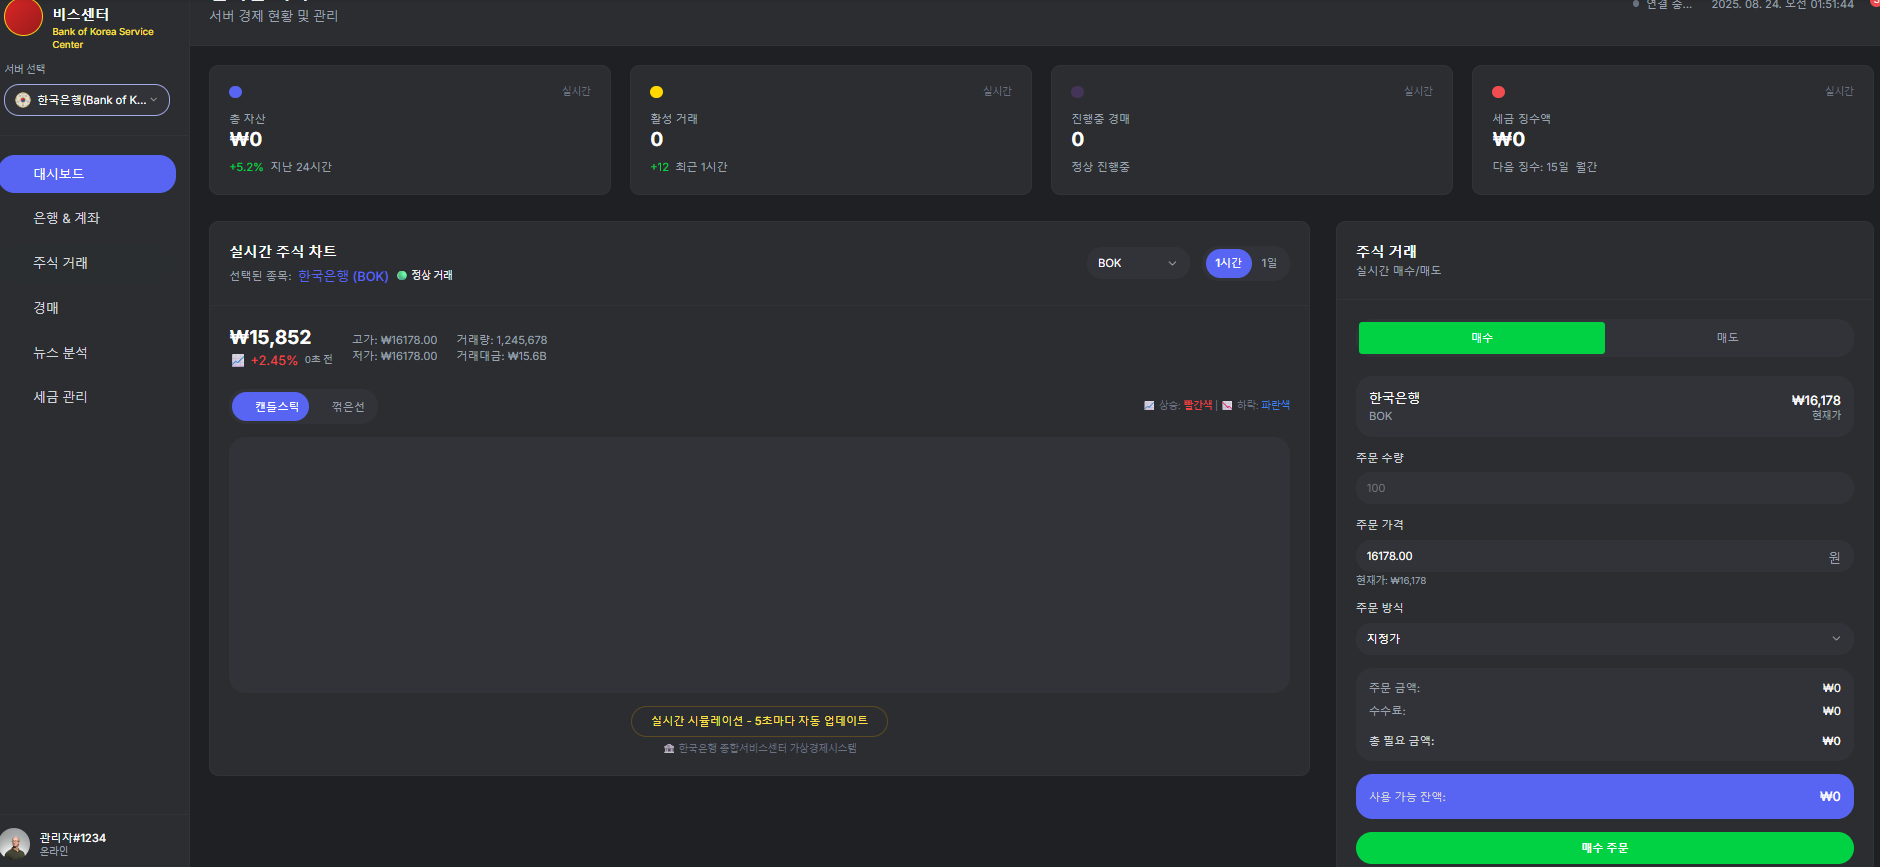 비스센터
Bank of Korea Service
Center
서버 선택
한국은행(Bank of K...
대시보드
은행 & 계좌
주식 거래
경매
뉴스 분석
세금 관리
관리자#1234
온라인
서버 경제 현황 및 관리
연결 중...
2025. 08. 24. 오전 01:51:44
실시간
총 자산
₩0
+5.2% 지난 24시간
실시간
활성 거래
0
+12 최근 1시간
실시간
진행중 경매
0
정상 진행중
실시간
세금 징수액
₩0
다음 징수: 15일 월간
실시간 주식 차트
선택된 종목: 한국은행 (BOK) 정상 거래
BOK
1시간 1일
₩15,852
+2.45% 0초 전
고가: ₩16178.00 거래량: 1,245,678
저가: ₩16178.00 거래대금: ₩15.6B
캔들스틱 꺾은선
상승: 빨간색 | 하락: 파란색
실시간 시뮬레이션 - 5초마다 자동 업데이트
한국은행 종합서비스센터 가상경제시스템
주식 거래
실시간 매수/매도
매수 매도
한국은행 ₩16,178
BOK 현재가
주문 수량
100
주문 가격
16178.00 원
현재가: ₩16,178
주문 방식
지정가
주문 금액: ₩0
수수료: ₩0
총 필요 금액: ₩0
사용 가능 잔액: ₩0
매수 주문